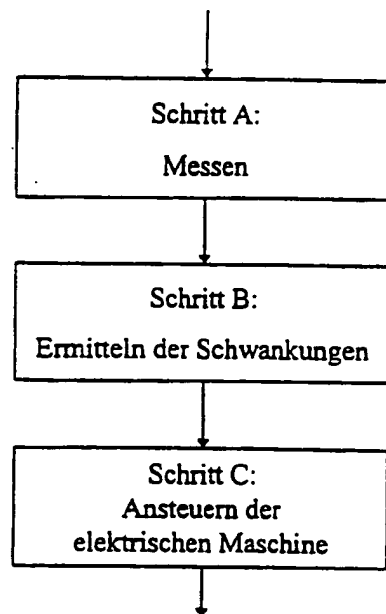 Schritt A:
Messen
Schritt B:
Ermitteln der Schwankungen
Schritt C:
Ansteuern der
elektrischen Maschine